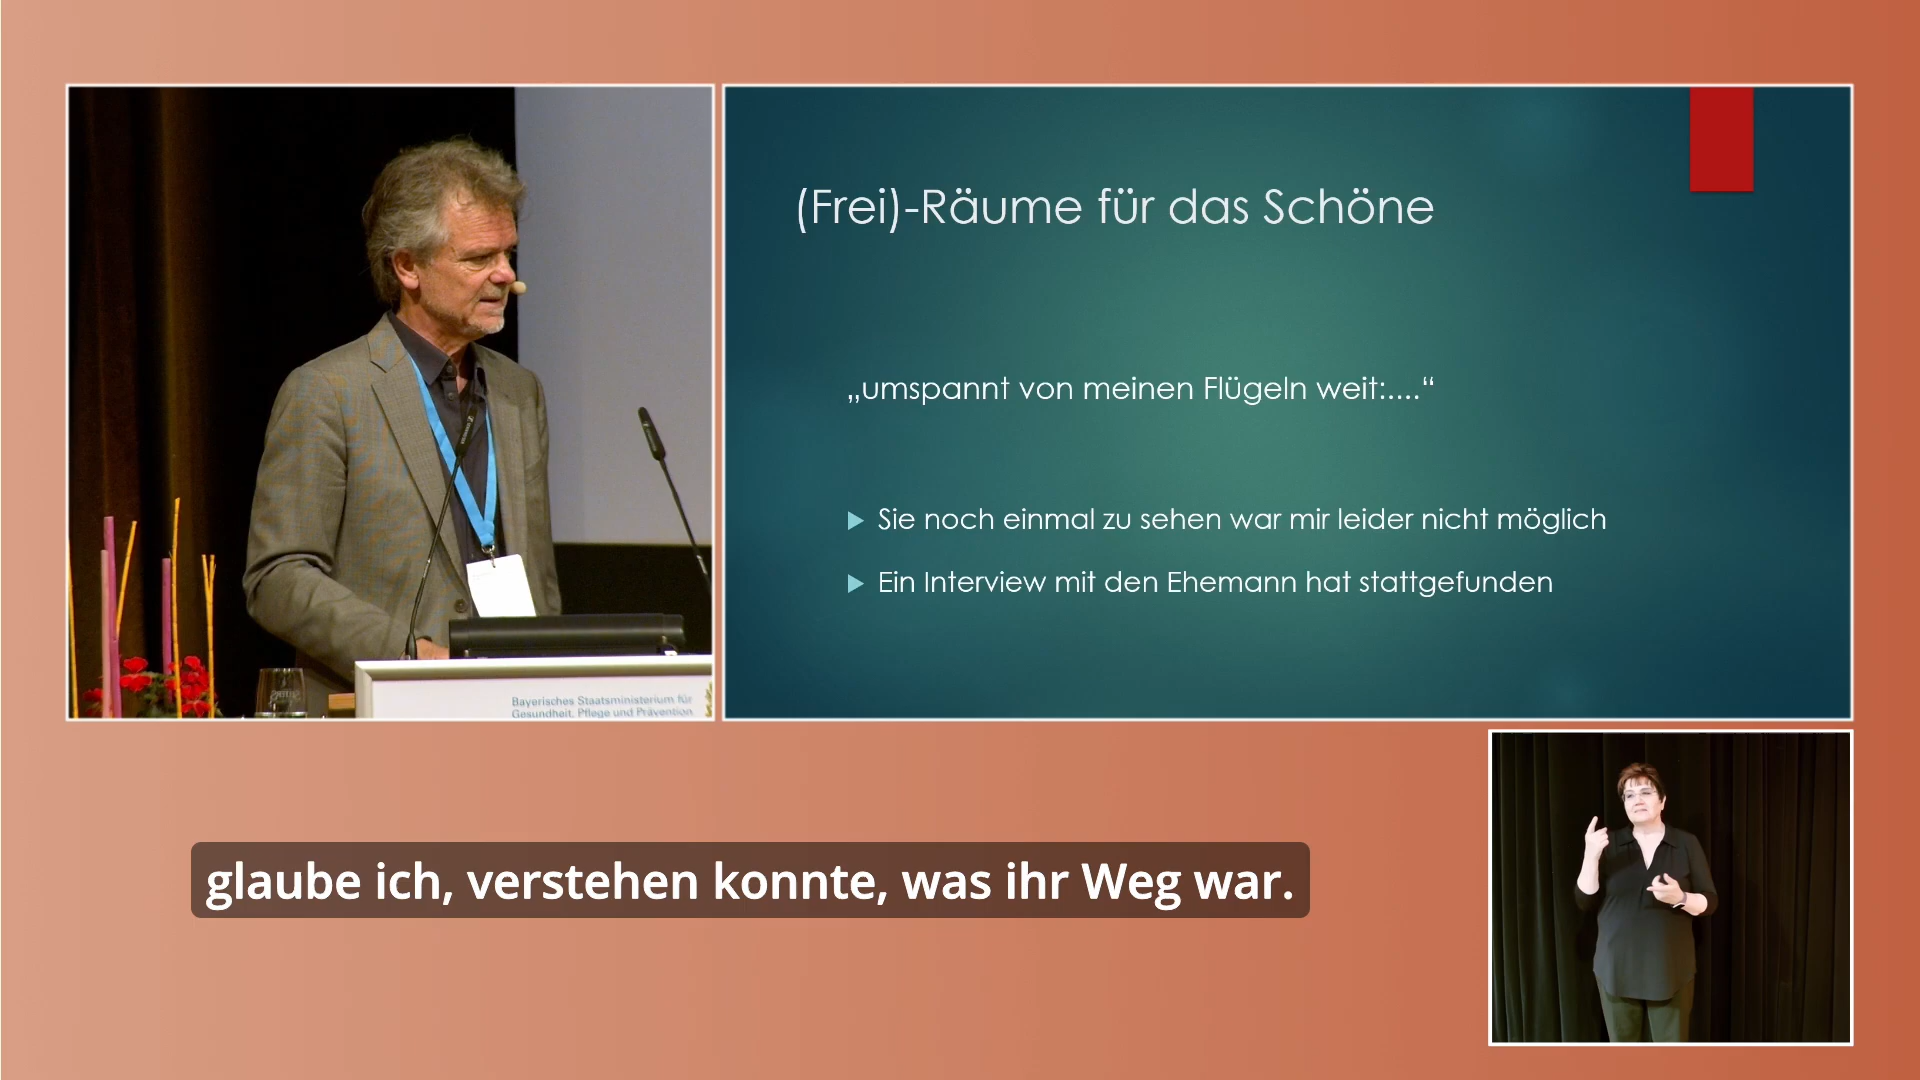 (Frei)-Räume für das Schöne
„umspannt von meinen Flügeln weit:....“
Sie noch einmal zu sehen war mir leider nicht möglich
Ein Interview mit den Ehemann hat stattgefunden
Bayerisches Staatsministerium für
Gesundheit, Pflege und Prävention
glaube ich, verstehen konnte, was ihr Weg war.